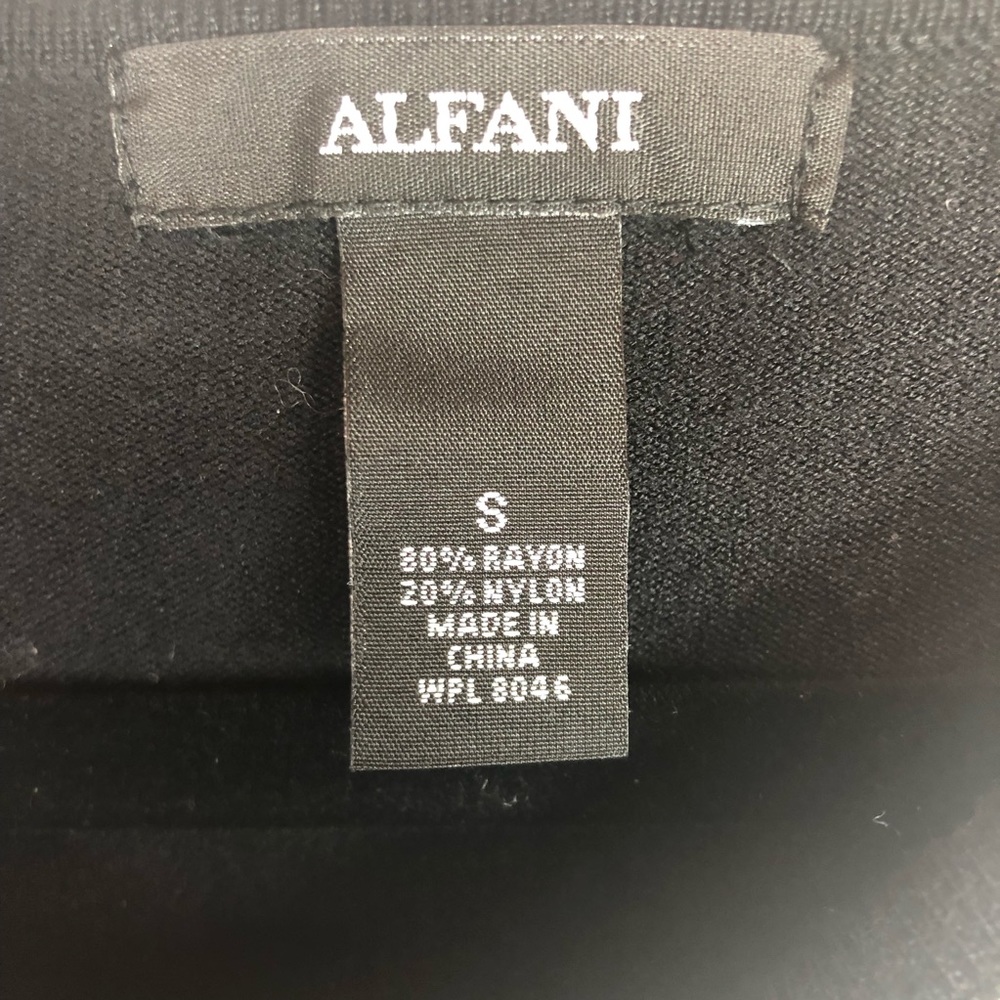 ALFANI
S
80% RAYON
20% NYLON
MADE IN
CHINA
WPL 8046